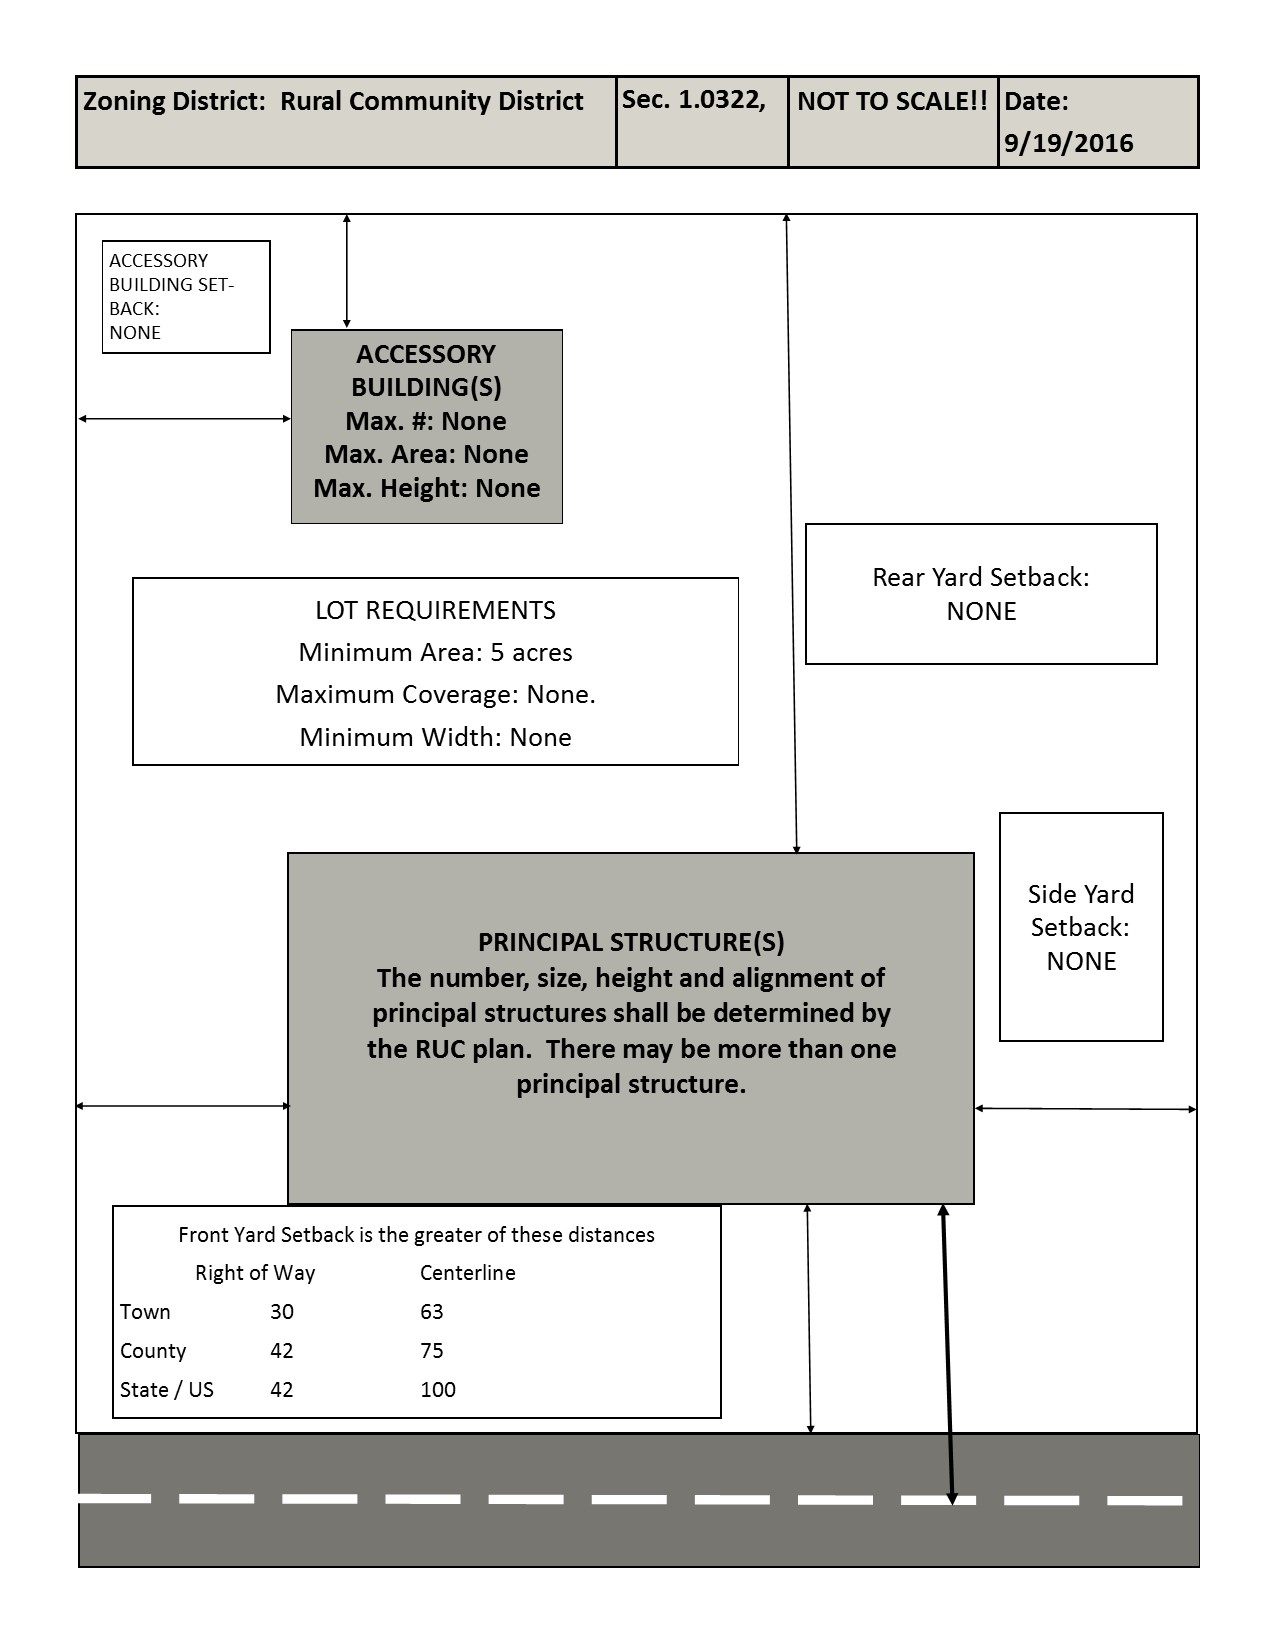 Zoning District: Rural Community District
Sec. 1.0322,
NOT TO SCALE!!
Date:
9/19/2016
ACCESSORY
BUILDING SET-
BACK:
NONE
ACCESSORY
BUILDING(S)
Max. #: None
Max. Area: None
Max. Height: None
Rear Yard Setback:
NONE
LOT REQUIREMENTS
Minimum Area: 5 acres
Maximum Coverage: None.
Minimum Width: None
Side Yard
Setback:
NONE
PRINCIPAL STRUCTURE(S)
The number, size, height and alignment of
principal structures shall be determined by
the RUC plan. There may be more than one
principal structure.
Front Yard Setback is the greater of these distances
Right of Way Centerline
Town 30 63
County 42 75
State / US 42 100